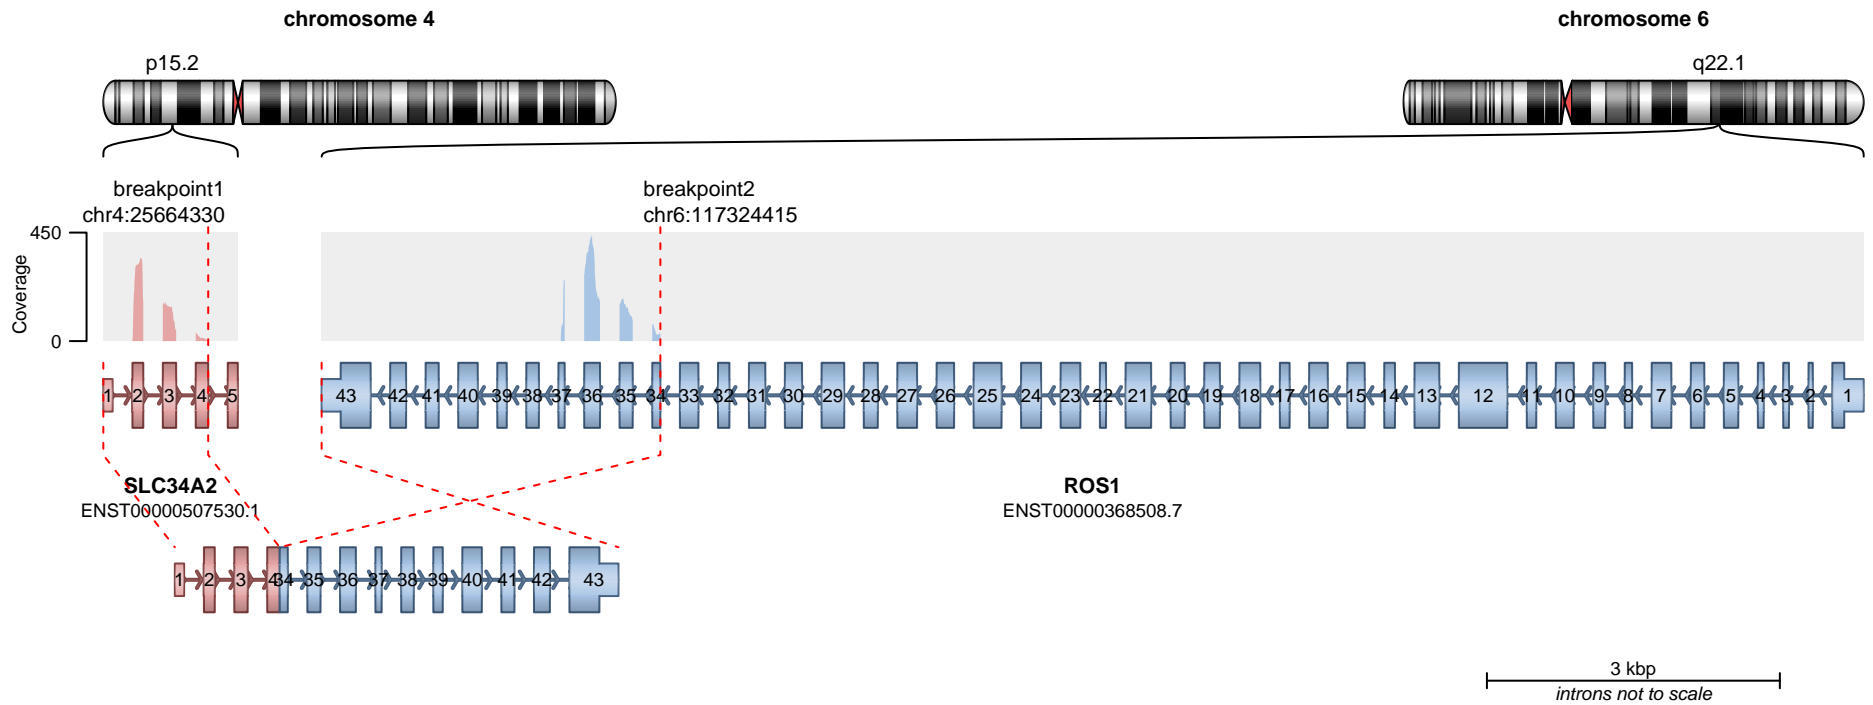 chromosome 4
chromosome 6
p15.2
q22.1
breakpoint1
chr4:25664330
breakpoint2
chr6:117324415
450
0
Coverage
1 2 3 4 5
43 42 41 40 39 38 37 36 35 34 33 32 31 30 29 28 27 26 25 24 23 22 21 20 19 18 17 16 15 14 13 12 11 10 9 8 7 6 5 4 3 2 1
SLC34A2
ENST00000507530.1
ROS1
ENST00000368508.7
1 2 3 4 34 35 36 37 38 39 40 41 42 43
3 kbp
introns not to scale